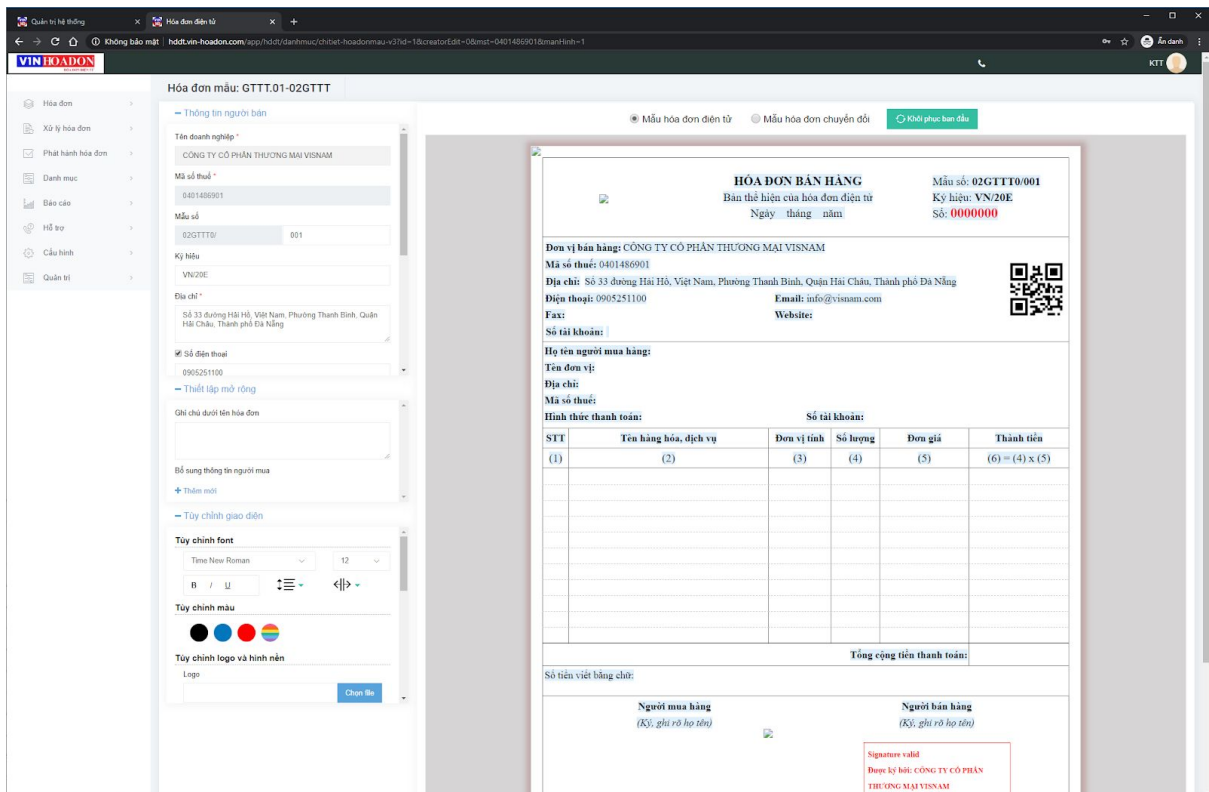 Quản trị hệ thống
Hóa đơn điện tử
Không bảo mật
hddt.vin-hoadon.com/app/hddt/danhmuc/chitiet-hoadonmau-v3?id=1&creatorEdit=0&mst=0401486901&manHinh=1
Ẩn danh
VIN HOADON
KTT
Hóa đơn mẫu: GTTT.01-02GTTT
Hóa đơn
Xử lý hóa đơn
Phát hành hóa đơn
Danh mục
Báo cáo
Hỗ trợ
Cấu hình
Quản trị
Thông tin người bán
Tên doanh nghiệp *
CÔNG TY CỔ PHẦN THƯƠNG MẠI VISNAM
Mã số thuế *
0401486901
Mẫu số
02GTTT0/ 001
Ký hiệu
VN/20E
Địa chỉ *
Số 33 đường Hải Hồ, Việt Nam, Phường Thanh Bình, Quận
Hải Châu, Thành phố Đà Nẵng
Số điện thoại
0905251100
Thiết lập mở rộng
Ghi chú dưới tên hóa đơn
Bổ sung thông tin người mua
+ Thêm mới
Tùy chỉnh giao diện
Tùy chỉnh font
Time New Roman 12
B I U
Tùy chỉnh màu
Tùy chỉnh logo và hình nền
Logo
Chọn file
Mẫu hóa đơn điện tử Mẫu hóa đơn chuyển đổi Khôi phục ban đầu
HÓA ĐƠN BÁN HÀNG
Bản thể hiện của hóa đơn điện tử
Ngày tháng năm
Mẫu số: 02GTTT0/001
Ký hiệu: VN/20E
Số: 0000000
Đơn vị bán hàng: CÔNG TY CỔ PHẦN THƯƠNG MẠI VISNAM
Mã số thuế: 0401486901
Địa chỉ: Số 33 đường Hải Hồ, Việt Nam, Phường Thanh Bình, Quận Hải Châu, Thành phố Đà Nẵng
Điện thoại: 0905251100 Email: info@visnam.com
Fax: Website:
Số tài khoản:
Họ tên người mua hàng:
Tên đơn vị:
Địa chỉ:
Mã số thuế:
Hình thức thanh toán: Số tài khoản:
STT Tên hàng hóa, dịch vụ Đơn vị tính Số lượng Đơn giá Thành tiền
(1) (2) (3) (4) (5) (6) = (4) x (5)
Tổng cộng tiền thanh toán:
Số tiền viết bằng chữ:
Người mua hàng Người bán hàng
(Ký, ghi rõ họ tên) (Ký, ghi rõ họ tên)
Signature valid
Được ký bởi: CÔNG TY CỔ PHẦN
THƯƠNG MẠI VISNAM